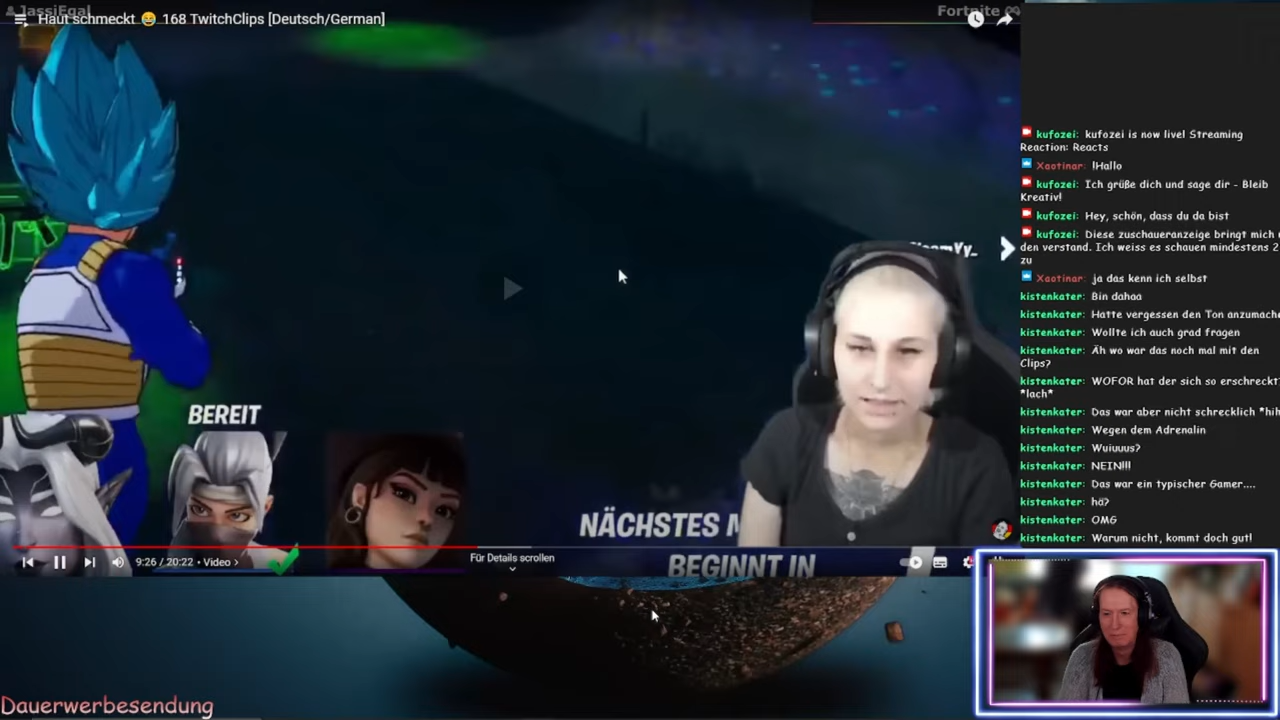 JassiEgal
Haut schmeckt 😄 168 TwitchClips [Deutsch/German]
Fortnite
BEREIT
NÄCHSTES M
BEGINNT IN
9:26 / 20:22 • Video
Für Details scrollen
Dauerwerbesendung
kufozei: kufozei is now live! Streaming
Reaction: Reacts
Xaotinar: !Hallo
kufozei: Ich grüße dich und sage dir - Bleib
Kreativ!
kufozei: Hey, schön, dass du da bist
kufozei: Diese zuschaueranzeige bringt mich
den verstand. Ich weiss es schauen mindestens 2
zu
Xaotinar: ja das kenn ich selbst
kistenkater: Bin dahaa
kistenkater: Hatte vergessen den Ton anzumache
kistenkater: Wollte ich auch grad fragen
kistenkater: Äh wo war das noch mal mit den
Clips?
kistenkater: WOFOR hat der sich so erschreckt?
*lach*
kistenkater: Das war aber nicht schrecklich *hih
kistenkater: Wegen dem Adrenalin
kistenkater: Wuiuuus?
kistenkater: NEIN!!!
kistenkater: Das war ein typischer Gamer....
kistenkater: hä?
kistenkater: OMG
kistenkater: Warum nicht, kommt doch gut!